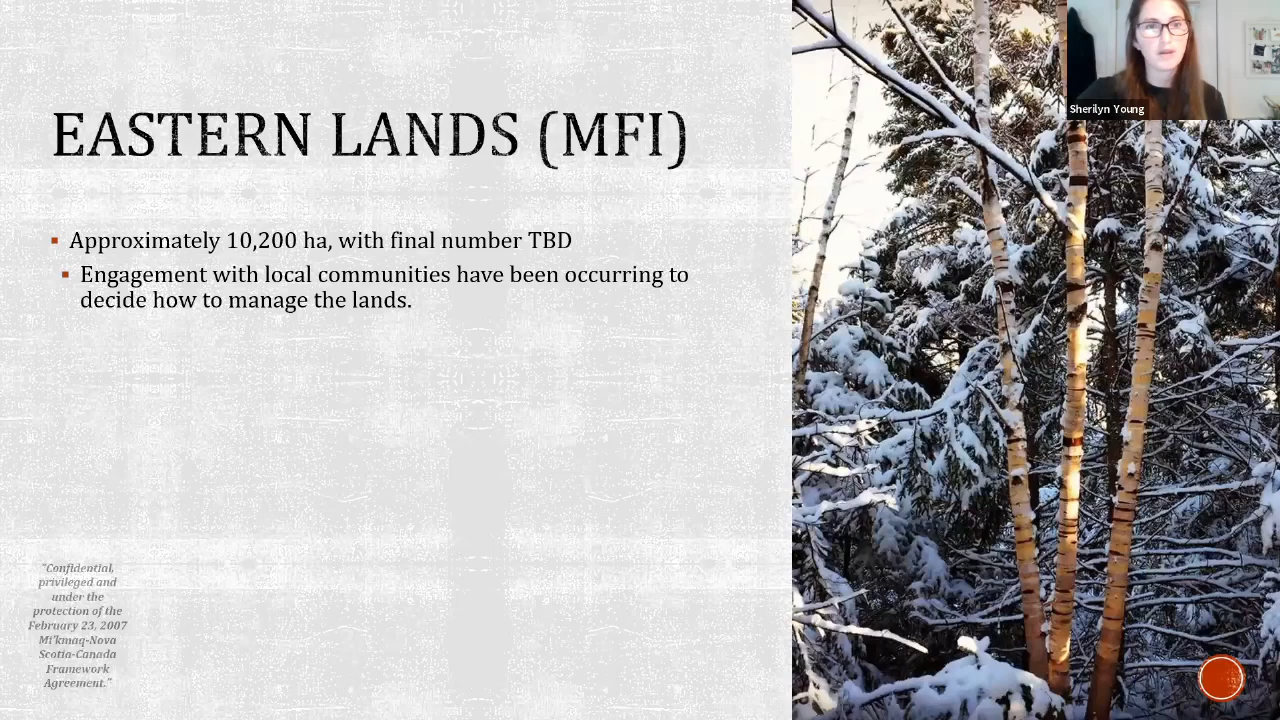 Sherilyn Young
EASTERN LANDS (MFI)
Approximately 10,200 ha, with final number TBD
Engagement with local communities have been occurring to
decide how to manage the lands.
"Confidential,
privileged and
under the
protection of the
February 23, 2007
Mi'kmaq-Nova
Scotia-Canada
Framework
Agreement."